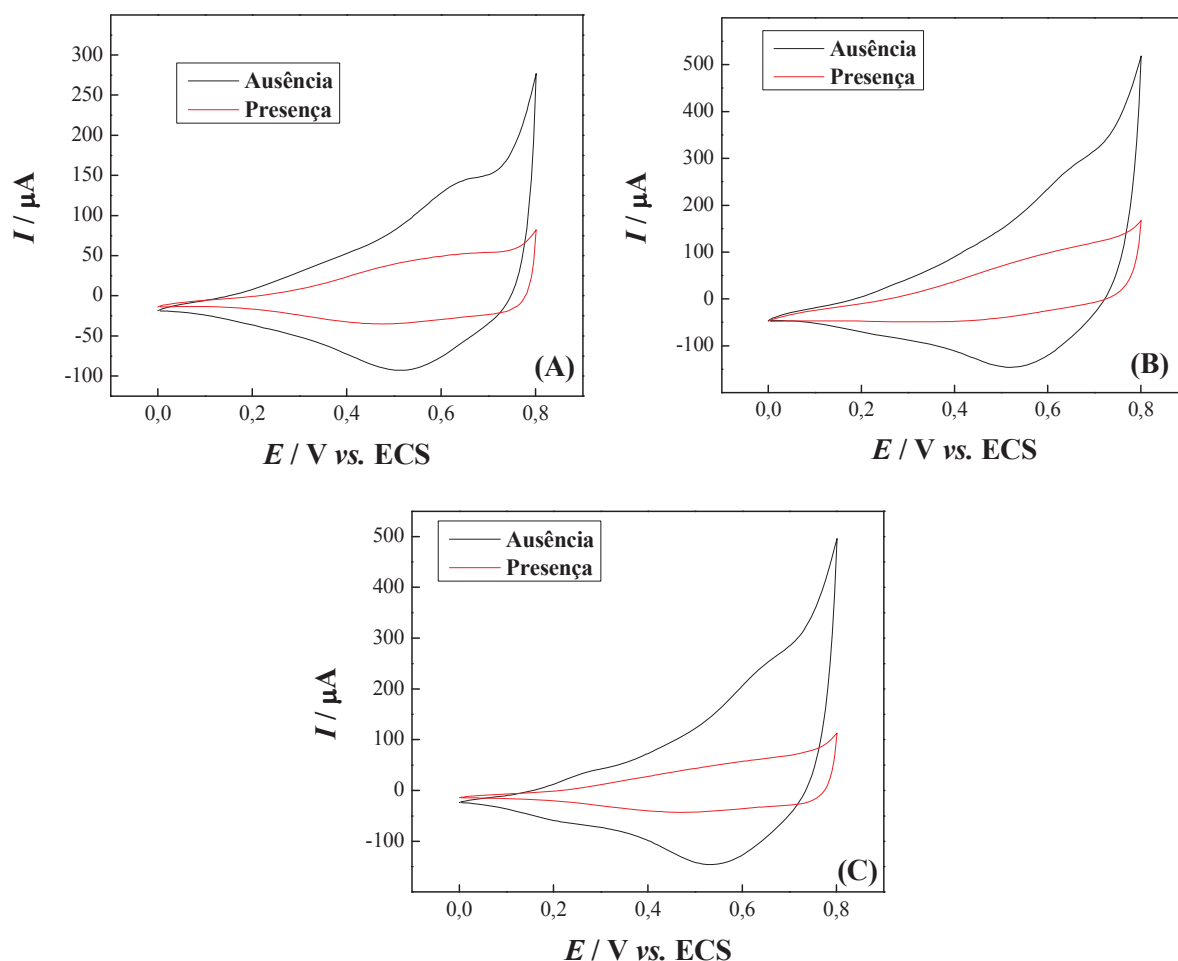 300
250
200
150
100
50
0
-50
-100
I / µA
Ausência
Presença
(A)
0,0 0,2 0,4 0,6 0,8
E / V vs. ECS
500
400
300
200
100
0
-100
I / µA
Ausência
Presença
(B)
0,0 0,2 0,4 0,6 0,8
E / V vs. ECS
500
400
300
200
100
0
-100
I / µA
Ausência
Presença
(C)
0,0 0,2 0,4 0,6 0,8
E / V vs. ECS